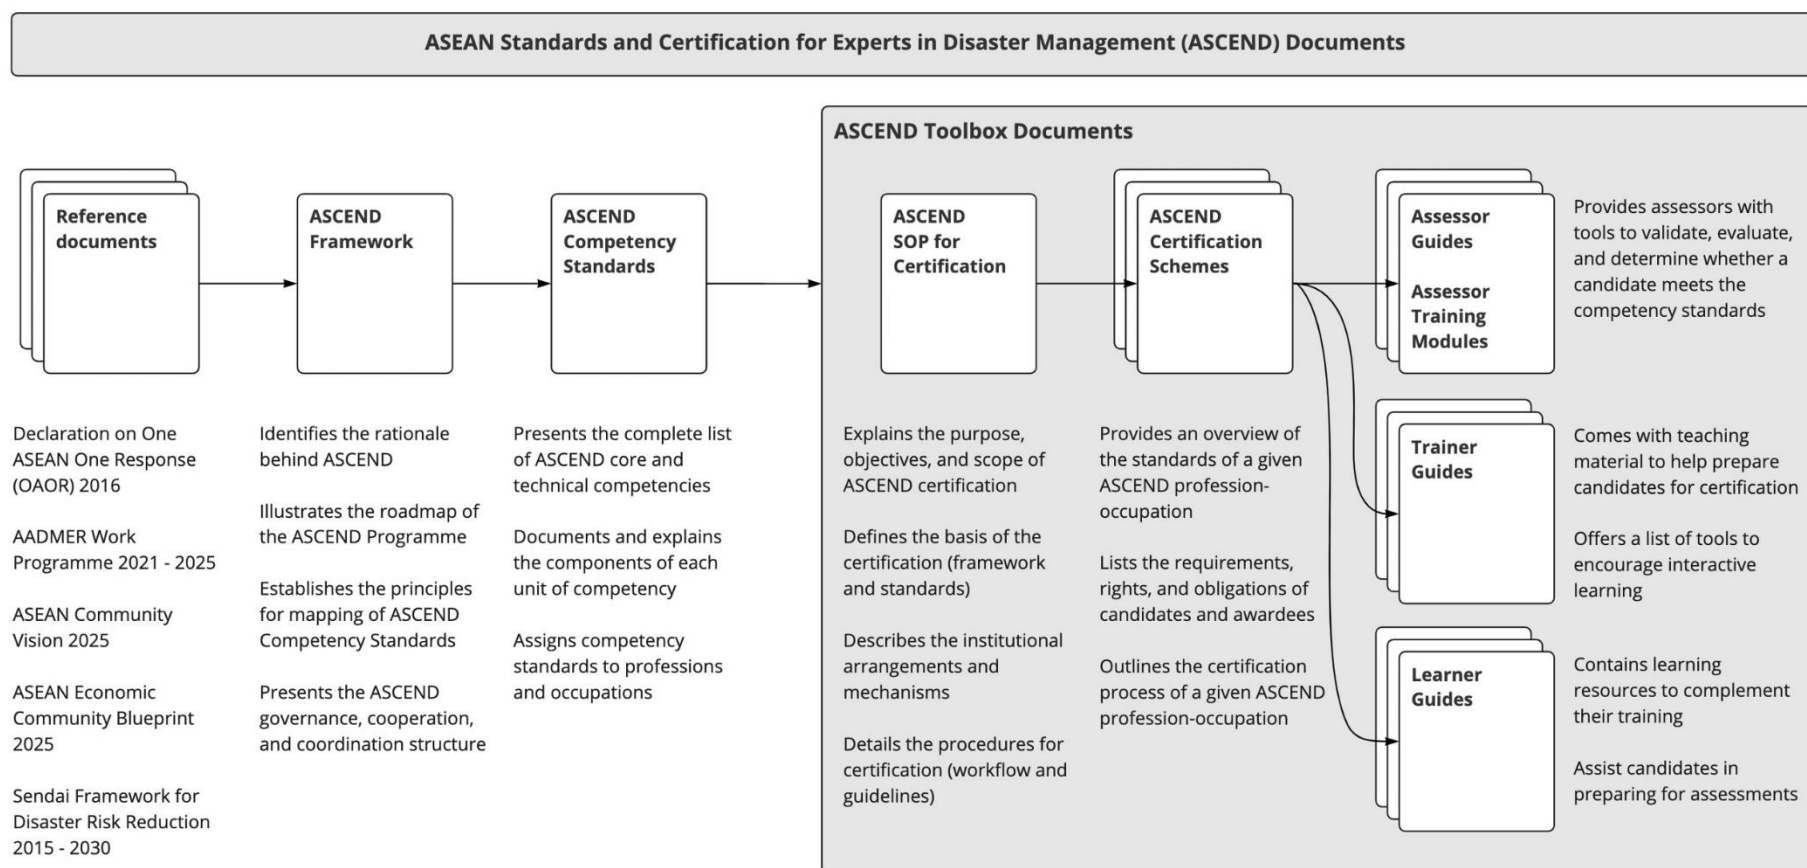 ASEAN Standards and Certification for Experts in Disaster Management (ASCEND) Documents
ASCEND Toolbox Documents
Reference
documents
ASCEND
Framework
ASCEND
Competency
Standards
ASCEND
SOP for
Certification
ASCEND
Certification
Schemes
Assessor
Guides
Assessor
Training
Modules
Provides assessors with
tools to validate, evaluate,
and determine whether a
candidate meets the
competency standards
Declaration on One
ASEAN One Response
(OAOR) 2016
AADMER Work
Programme 2021 - 2025
ASEAN Community
Vision 2025
ASEAN Economic
Community Blueprint
2025
Sendai Framework for
Disaster Risk Reduction
2015 - 2030
Identifies the rationale
behind ASCEND
Illustrates the roadmap of
the ASCEND Programme
Establishes the principles
for mapping of ASCEND
Competency Standards
Presents the ASCEND
governance, cooperation,
and coordination structure
Presents the complete list
of ASCEND core and
technical competencies
Documents and explains
the components of each
unit of competency
Assigns competency
standards to professions
and occupations
Explains the purpose,
objectives, and scope of
ASCEND certification
Defines the basis of the
certification (framework
and standards)
Describes the institutional
arrangements and
mechanisms
Details the procedures for
certification (workflow and
guidelines)
Provides an overview of
the standards of a given
ASCEND profession-
occupation
Lists the requirements,
rights, and obligations of
candidates and awardees
Outlines the certification
process of a given ASCEND
profession-occupation
Trainer
Guides
Comes with teaching
material to help prepare
candidates for certification
Offers a list of tools to
encourage interactive
learning
Learner
Guides
Contains learning
resources to complement
their training
Assist candidates in
preparing for assessments